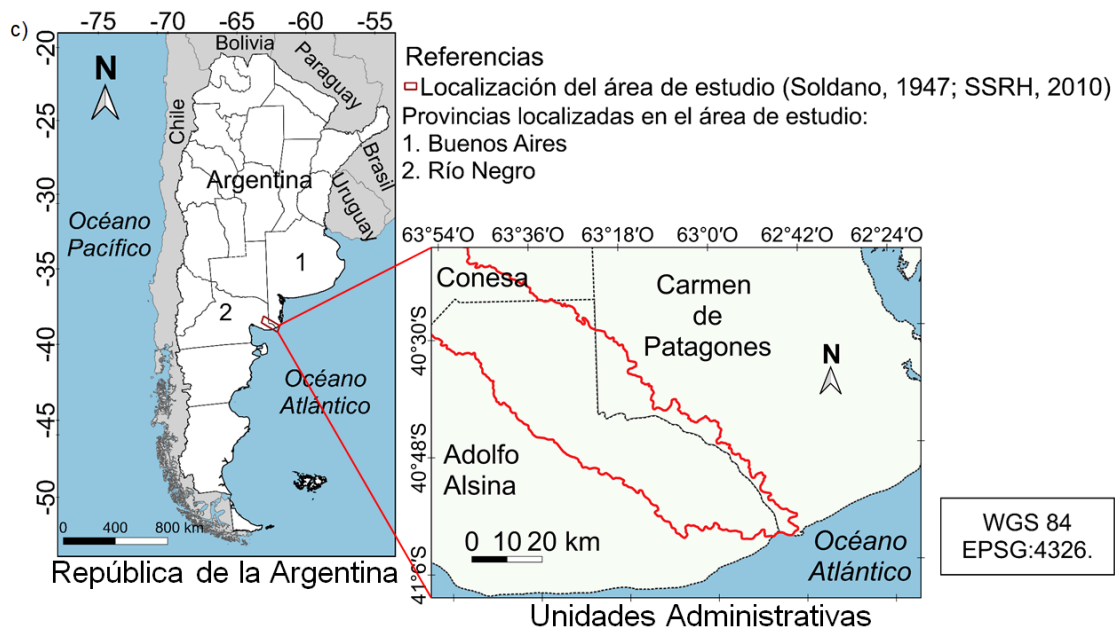 c)
-75 -70 -65 -60 -55
-20
-25
-30
-35
-40
-45
-50
N
Bolivia
Paraguay
Chile
Brasil
Argentina
Uruguay
Océano
Pacífico
1
2
Océano
Atlántico
0 400 800 km
República de la Argentina
Referencias
Localización del área de estudio (Soldano, 1947; SSRH, 2010)
Provincias localizadas en el área de estudio:
1. Buenos Aires
2. Río Negro
63°54'O 63°36'O 63°18'O 63°0'O 62°42'O 62°24'O
40°30'S
40°48'S
41°6'S
Conesa
Carmen
de
Patagones
N
Adolfo
Alsina
0 10 20 km
Océano
Atlántico
Unidades Administrativas
WGS 84
EPSG:4326.